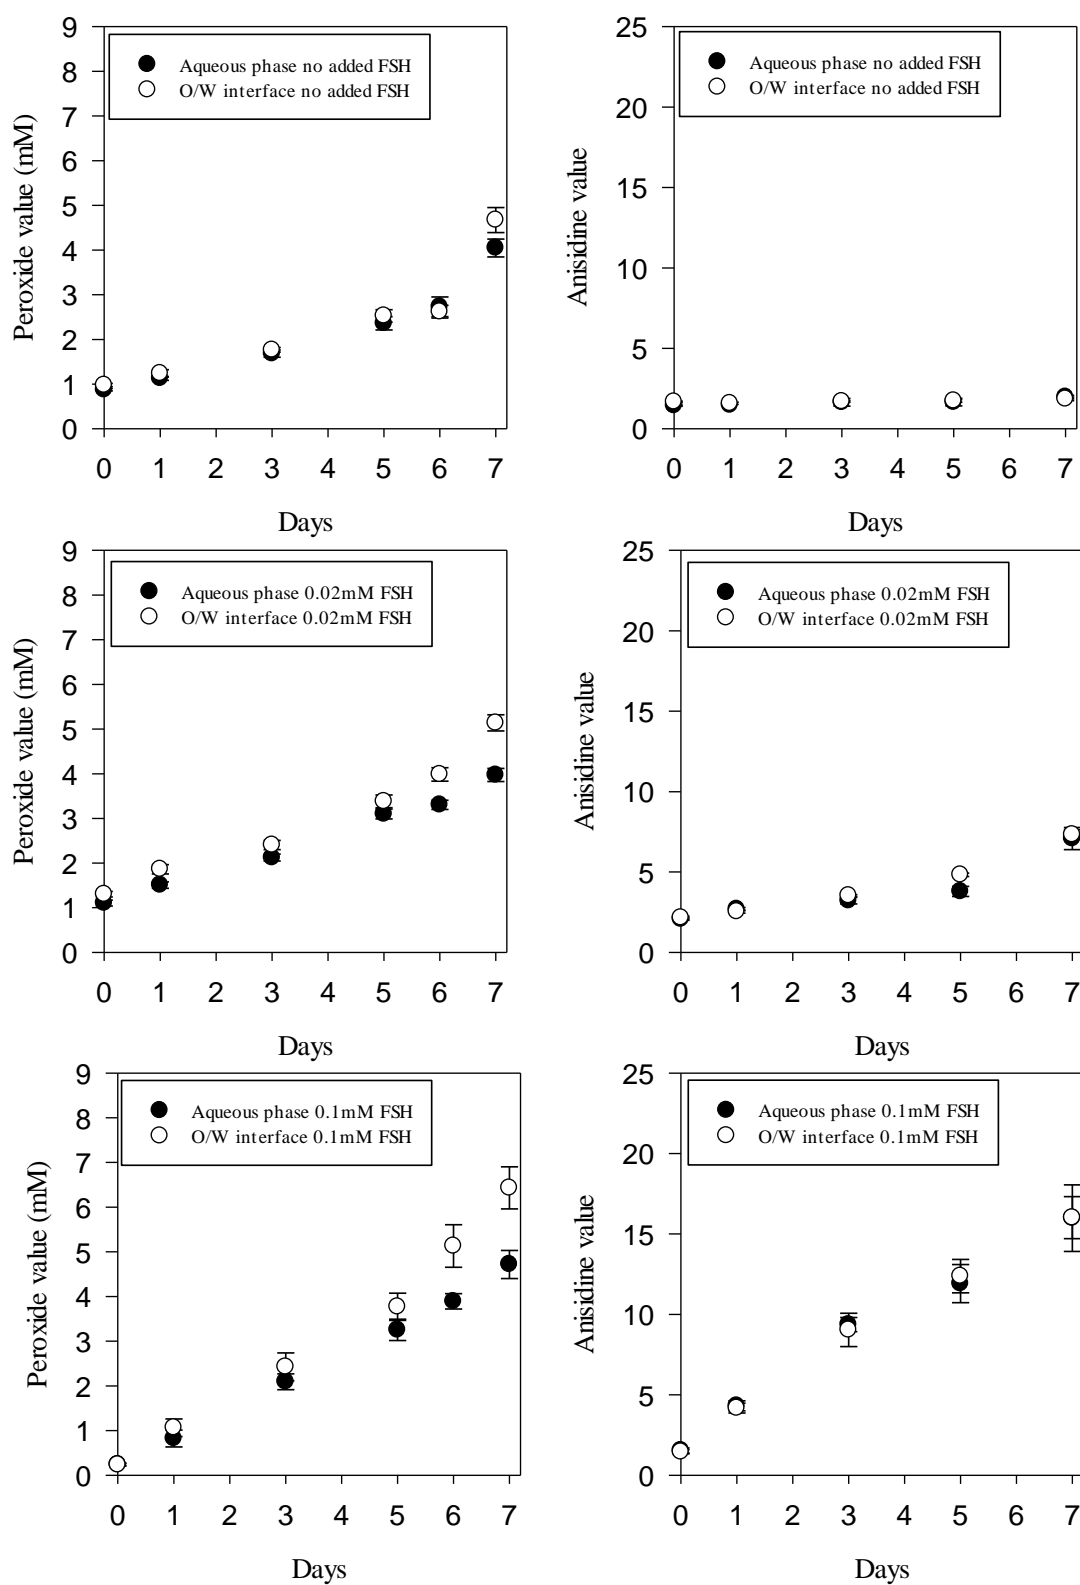 Peroxide value (mM)
9
8
7
6
5
4
3
2
1
0
Aqueous phase no added FSH
O/W interface no added FSH
0 1 2 3 4 5 6 7
Days
Anisidine value
25
20
15
10
5
0
Aqueous phase no added FSH
O/W interface no added FSH
0 1 2 3 4 5 6 7
Days
Peroxide value (mM)
9
8
7
6
5
4
3
2
1
0
Aqueous phase 0.02mM FSH
O/W interface 0.02mM FSH
0 1 2 3 4 5 6 7
Days
Anisidine value
25
20
15
10
5
0
Aqueous phase 0.02mM FSH
O/W interface 0.02mM FSH
0 1 2 3 4 5 6 7
Days
Peroxide value (mM)
9
8
7
6
5
4
3
2
1
0
Aqueous phase 0.1mM FSH
O/W interface 0.1mM FSH
0 1 2 3 4 5 6 7
Days
Anisidine value
25
20
15
10
5
0
Aqueous phase 0.1mM FSH
O/W interface 0.1mM FSH
0 1 2 3 4 5 6 7
Days